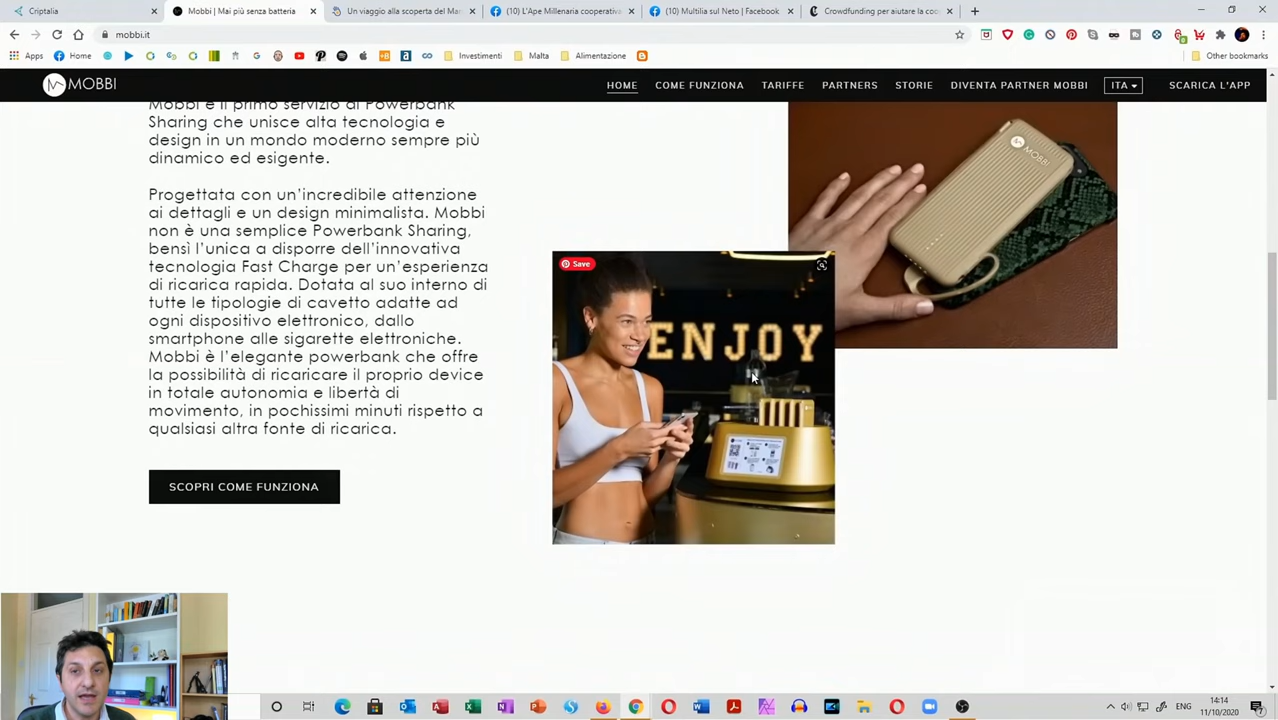 Criptalia
Mobbi | Mai più senza batteria
Un viaggio alla scoperta del Mar
(10) L'Ape Millenaria cooperativ
(10) Multilia sul Neto | Facebook
Crowdfunding per aiutare la coo
mobbi.it
Apps
Home
Investimenti
Malta
Alimentazione
Other bookmarks
MOBBI
HOME
COME FUNZIONA
TARIFFE
PARTNERS
STORIE
DIVENTA PARTNER MOBBI
ITA
SCARICA L'APP
Mobbi è il primo servizio di Powerbank
Sharing che unisce alta tecnologia e
design in un mondo moderno sempre più
dinamico ed esigente.
Progettata con un'incredibile attenzione
ai dettagli e un design minimalista. Mobbi
non è una semplice Powerbank Sharing,
bensì l'unica a disporre dell'innovativa
tecnologia Fast Charge per un'esperienza
di ricarica rapida. Dotata al suo interno di
tutte le tipologie di cavetto adatte ad
ogni dispositivo elettronico, dallo
smartphone alle sigarette elettroniche.
Mobbi è l'elegante powerbank che offre
la possibilità di ricaricare il proprio device
in totale autonomia e libertà di
movimento, in pochissimi minuti rispetto a
qualsiasi altra fonte di ricarica.
SCOPRI COME FUNZIONA
MOBBI
Save
ENJOY
ENG
14:14
11/10/2020